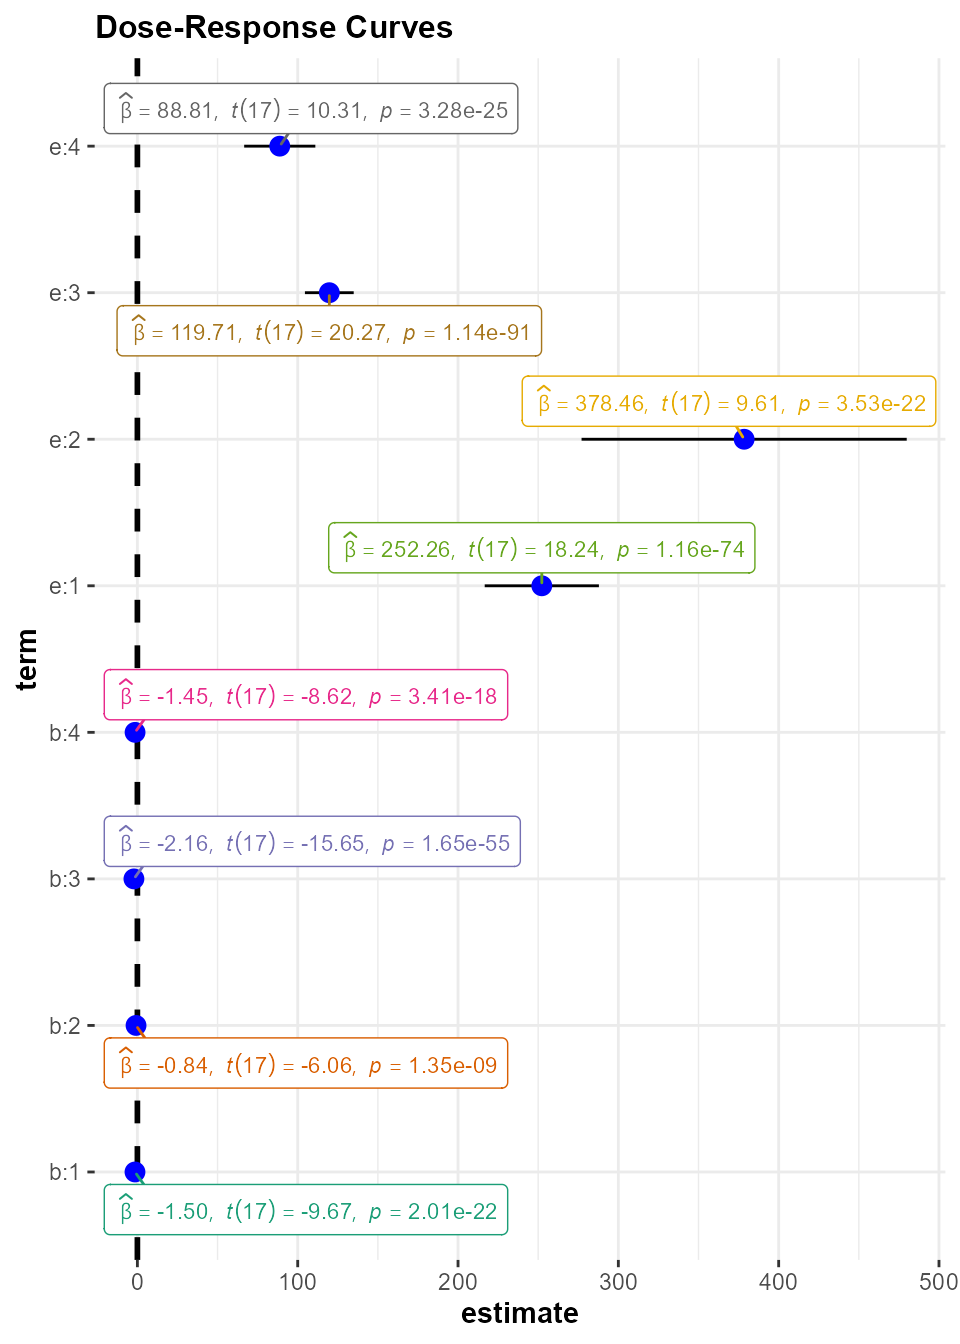 Dose-Response Curves
β̂ = 88.81, t(17) = 10.31, p = 3.28e-25
e:4
e:3
β̂ = 119.71, t(17) = 20.27, p = 1.14e-91
β̂ = 378.46, t(17) = 9.61, p = 3.53e-22
e:2
β̂ = 252.26, t(17) = 18.24, p = 1.16e-74
e:1
term
β̂ = -1.45, t(17) = -8.62, p = 3.41e-18
b:4
β̂ = -2.16, t(17) = -15.65, p = 1.65e-55
b:3
b:2
β̂ = -0.84, t(17) = -6.06, p = 1.35e-09
b:1
β̂ = -1.50, t(17) = -9.67, p = 2.01e-22
0 100 200 300 400 500
estimate